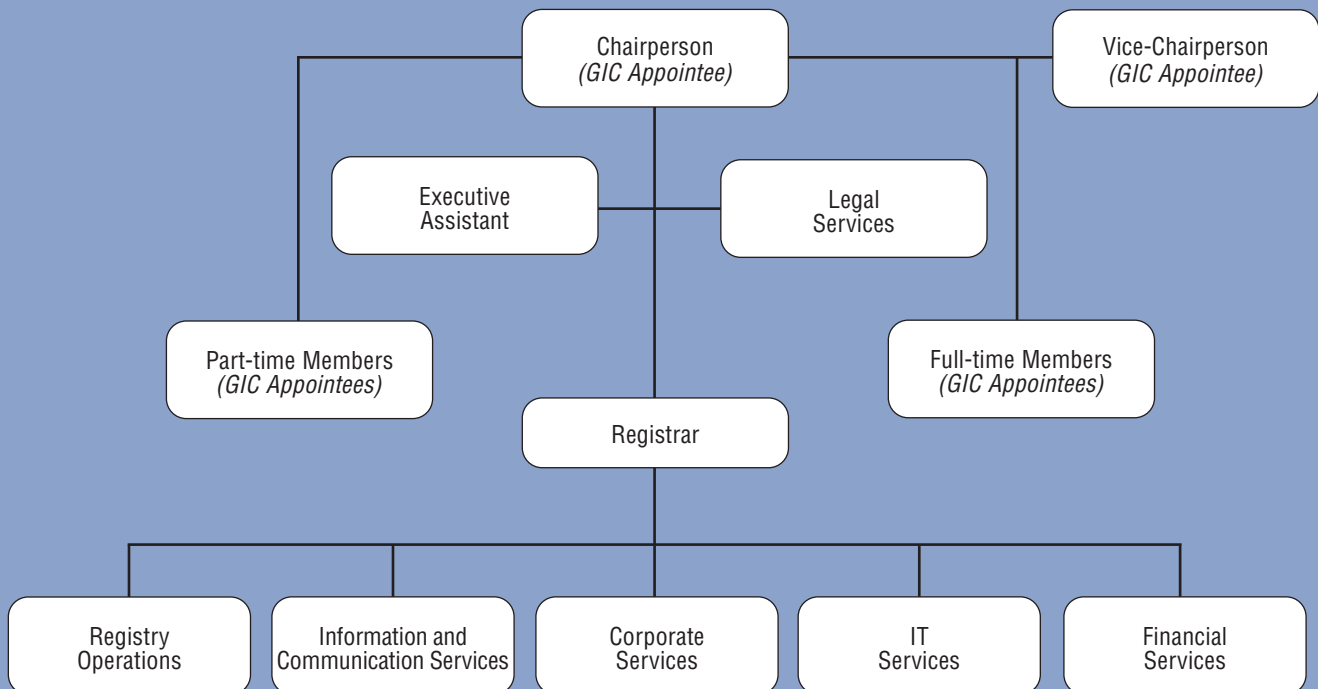 Chairperson
(GIC Appointee)
Vice-Chairperson
(GIC Appointee)
Executive
Assistant
Legal
Services
Part-time Members
(GIC Appointees)
Full-time Members
(GIC Appointees)
Registrar
Registry
Operations
Information and
Communication Services
Corporate
Services
IT
Services
Financial
Services